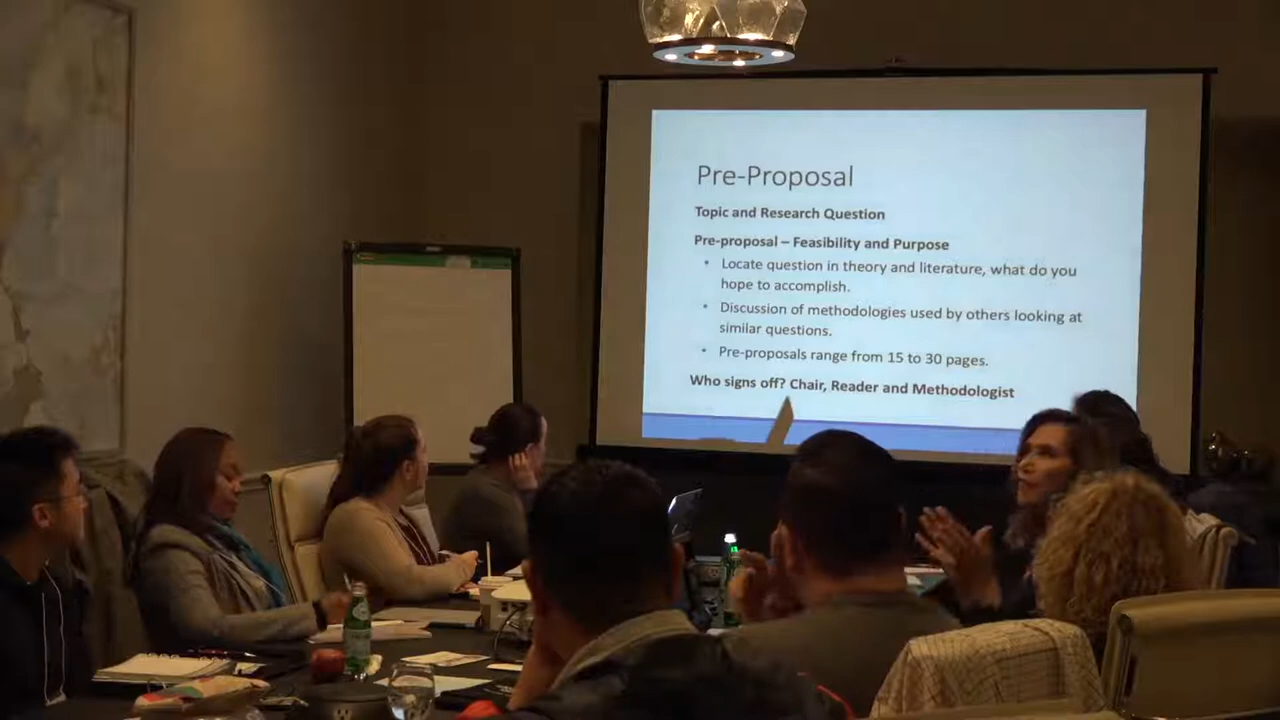 Pre-Proposal
Topic and Research Question
Pre-proposal – Feasibility and Purpose
• Locate question in theory and literature, what do you
hope to accomplish.
• Discussion of methodologies used by others looking at
similar questions.
• Pre-proposals range from 15 to 30 pages.
Who signs off? Chair, Reader and Methodologist